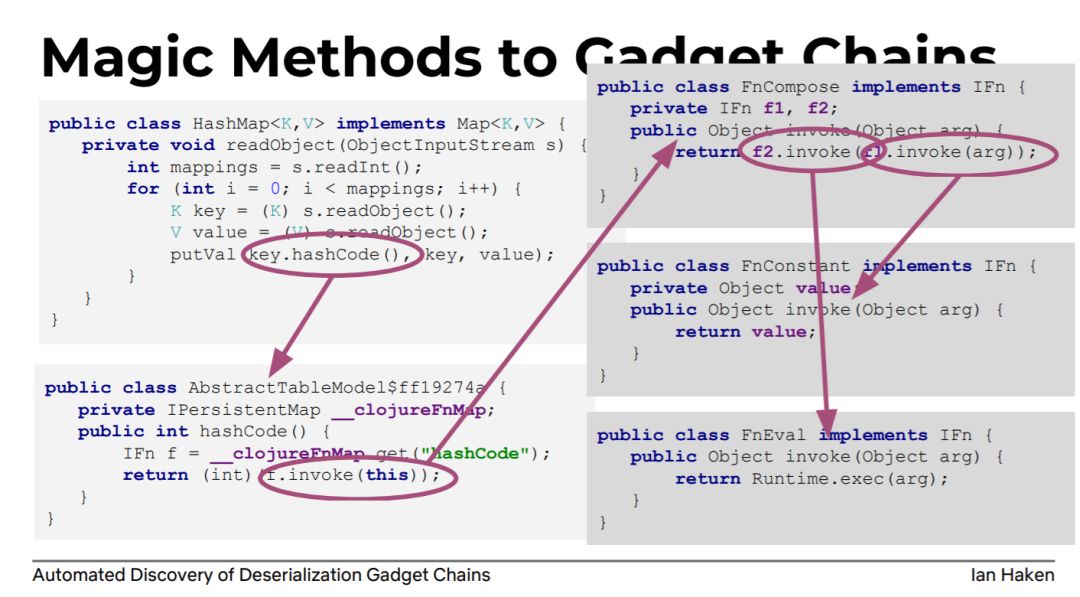 Magic Methods to Gadget Chains
public class HashMap<K,V> implements Map<K,V> {
private void readObject(ObjectInputStream s) {
int mappings = s.readInt();
for (int i = 0; i < mappings; i++) {
K key = (K) s.readObject();
V value = (V) s.readObject();
putVal(key.hashCode(), key, value);
}
}
}
public class AbstractTableModel$ff19274a {
private IPersistentMap __clojureFnMap;
public int hashCode() {
IFn f = __clojureFnMap.get("hashCode");
return (int)(f.invoke(this));
}
}
public class FnCompose implements IFn {
private IFn f1, f2;
public Object invoke(Object arg) {
return f2.invoke(f1.invoke(arg));
}
}
public class FnConstant implements IFn {
private Object value;
public Object invoke(Object arg) {
return value;
}
}
public class FnEval implements IFn {
public Object invoke(Object arg) {
return Runtime.exec(arg);
}
}
Automated Discovery of Deserialization Gadget Chains
Ian Haken